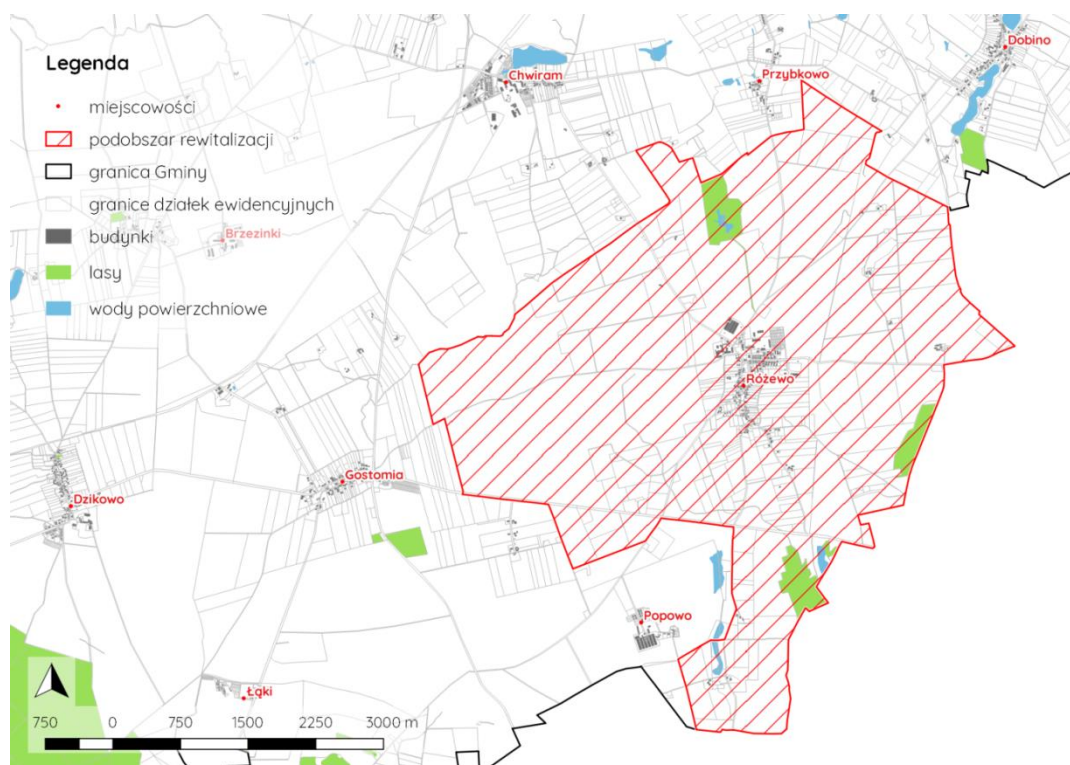 Legenda
miejscowości
podobszar rewitalizacji
granica Gminy
granice działek ewidencyjnych
budynki
lasy
wody powierzchniowe
Dobino
Chwiram
Przybkowo
Brzezinki
Różewo
Gostomia
Dzikowo
Popowo
Łąki
750 0 750 1500 2250 3000 m